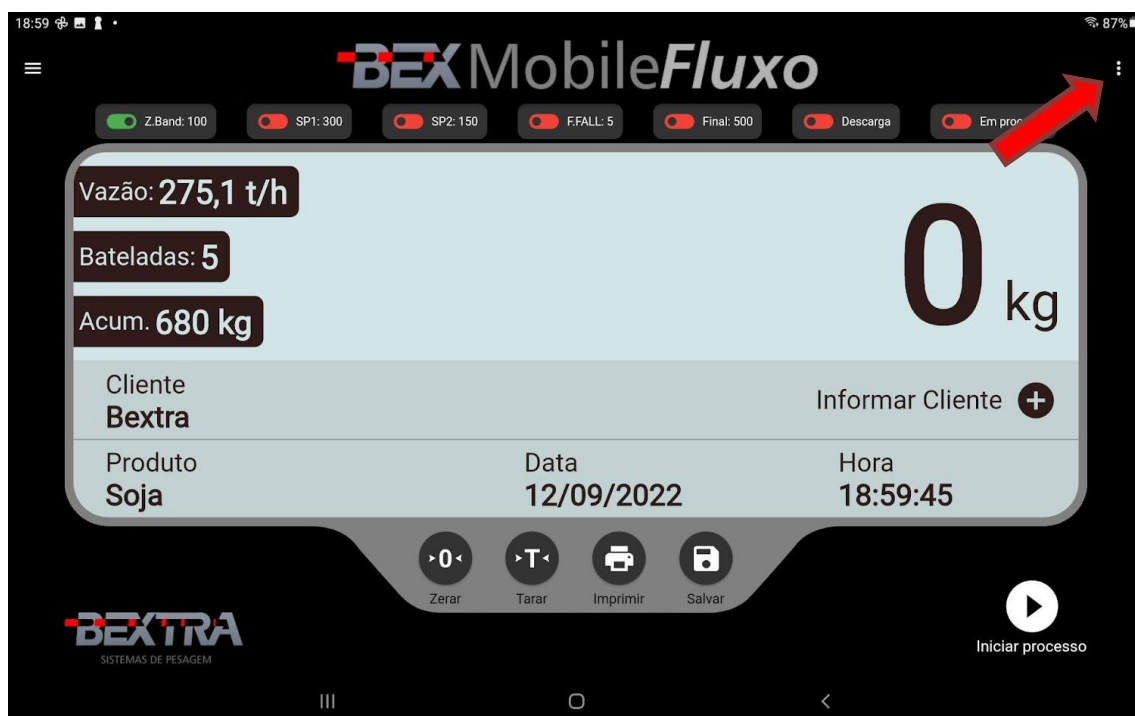 18:59
87%
BEX MobileFluxo
Z.Band: 100
SP1: 300
SP2: 150
F.FALL: 5
Final: 500
Descarga
Em
Vazão: 275,1 t/h
Bateladas: 5
Acum. 680 kg
0 kg
Cliente
Bextra
Informar Cliente
Produto
Soja
Data
12/09/2022
Hora
18:59:45
>0<
>T<
Zerar
Tarar
Imprimir
Salvar
BEXTRA
SISTEMAS DE PESAGEM
Iniciar processo